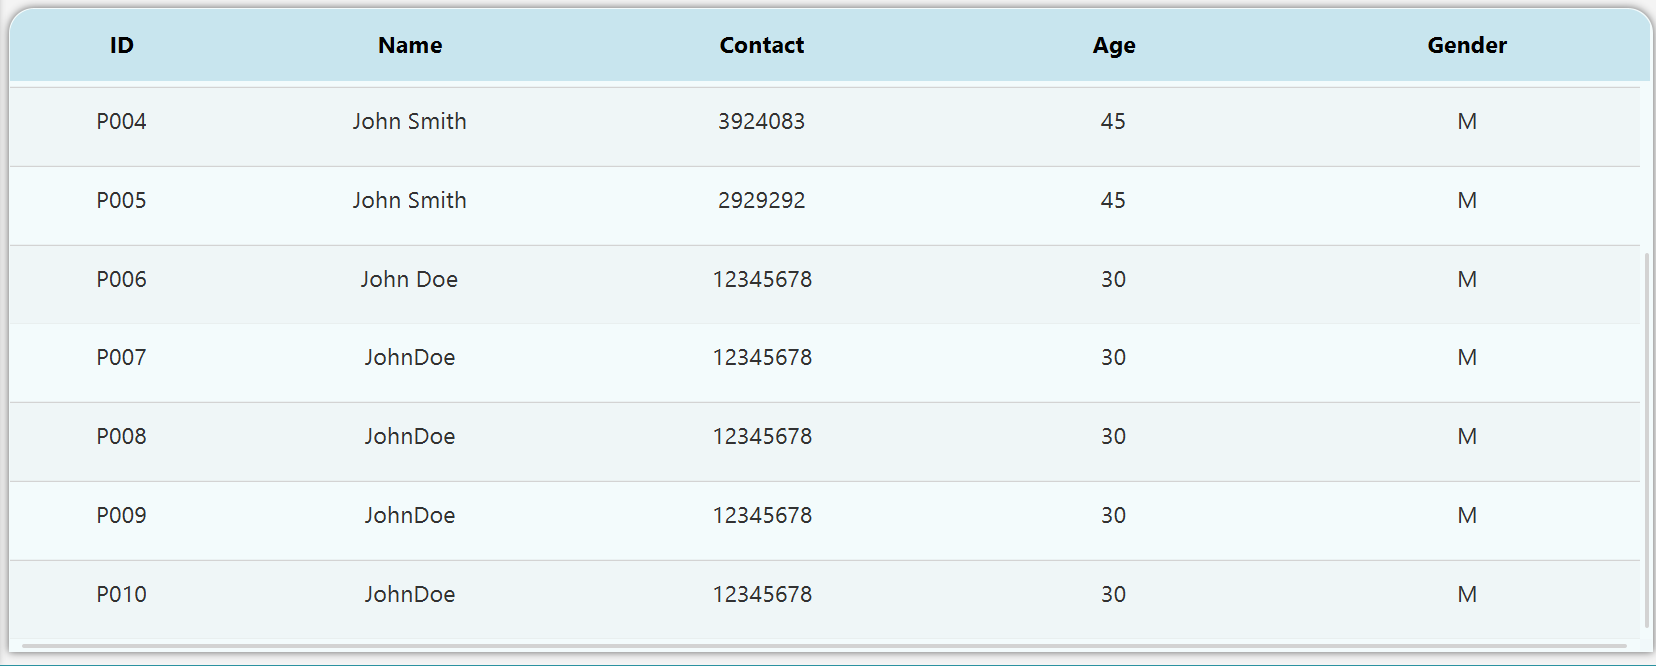 ID Name Contact Age Gender
P004 John Smith 3924083 45 M
P005 John Smith 2929292 45 M
P006 John Doe 12345678 30 M
P007 JohnDoe 12345678 30 M
P008 JohnDoe 12345678 30 M
P009 JohnDoe 12345678 30 M
P010 JohnDoe 12345678 30 M